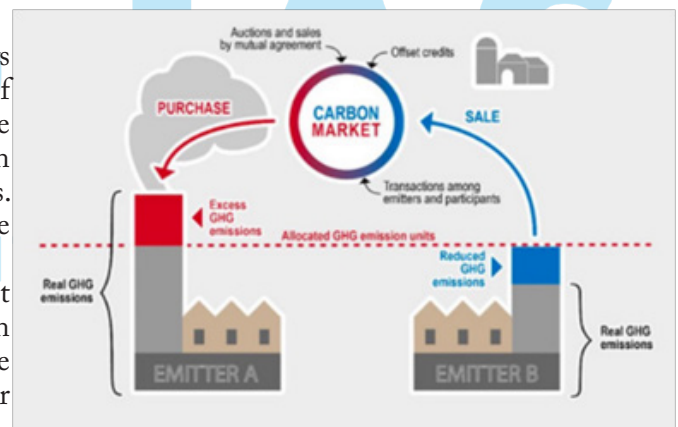 s
f
e
n
s.
e
t
n
e
r
Auctions and sales
by mutual agreement
Offset credits
PURCHASE
CARBON
MARKET
SALE
Transactions among
emitters and participants
Excess
GHG
emissions
Allocated GHG emission units
Reduced
GHG
emissions
Real GHG
emissions
Real GHG
emissions
EMITTER A
EMITTER B